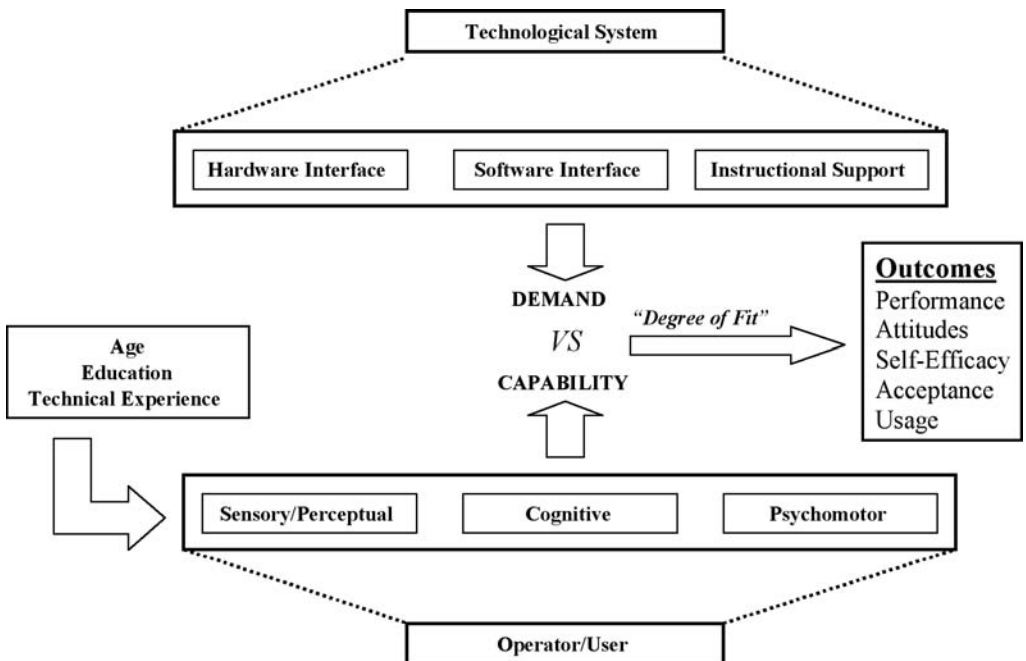 Technological System
Hardware Interface
Software Interface
Instructional Support
DEMAND
VS
CAPABILITY
“Degree of Fit”
Outcomes
Performance
Attitudes
Self-Efficacy
Acceptance
Usage
Age
Education
Technical Experience
Sensory/Perceptual
Cognitive
Psychomotor
Operator/User